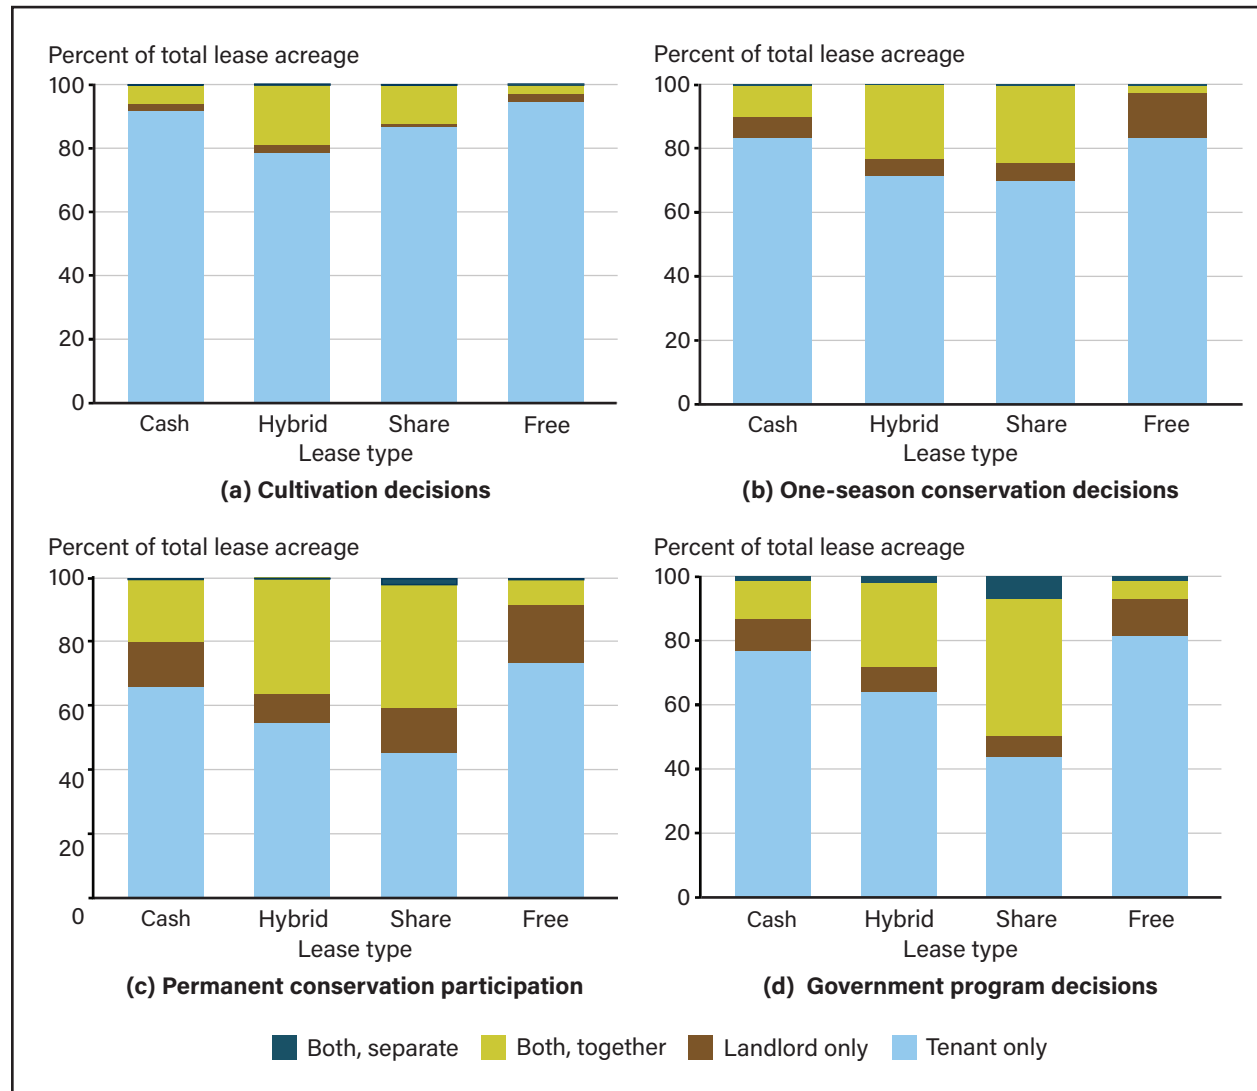 Percent of total lease acreage
100
80
60
40
20
0
Cash Hybrid Share Free
Lease type
(a) Cultivation decisions
Percent of total lease acreage
100
80
60
40
20
0
Cash Hybrid Share Free
Lease type
(b) One-season conservation decisions
Percent of total lease acreage
100
80
60
40
20
0
Cash Hybrid Share Free
Lease type
(c) Permanent conservation participation
Percent of total lease acreage
100
80
60
40
20
0
Cash Hybrid Share Free
Lease type
(d) Government program decisions
Both, separate Both, together Landlord only Tenant only